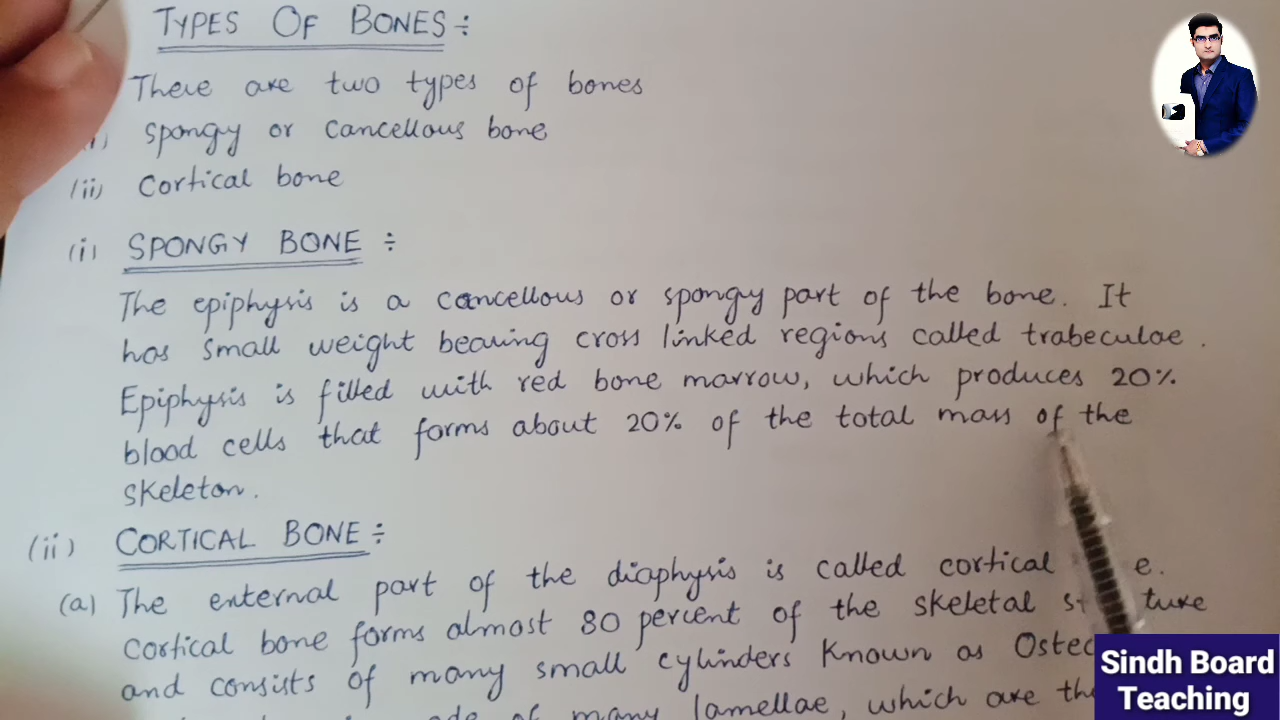 TYPES OF BONES ÷
There are two types of bones
(i) Spongy or cancellous bone
(ii) Cortical bone
(i) SPONGY BONE ÷
The epiphysis is a cancellous or spongy part of the bone. It
has small weight bearing cross linked regions called trabeculae.
Epiphysis is filled with red bone marrow, which produces 20%
blood cells that forms about 20% of the total mass of the
skeleton.
(ii) CORTICAL BONE ÷
(a) The external part of the diaphysis is called cortical
Cortical bone forms almost 80 percent of the skeletal
and consists of many small cylinders known as
of many lamellae, which are
Sindh Board
Teaching